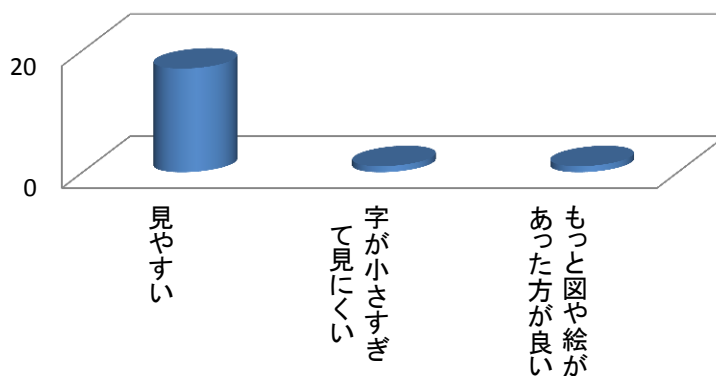 20
0
見やすい
字が小さすぎ
て見にくい
もっと図や絵が
あった方が良い